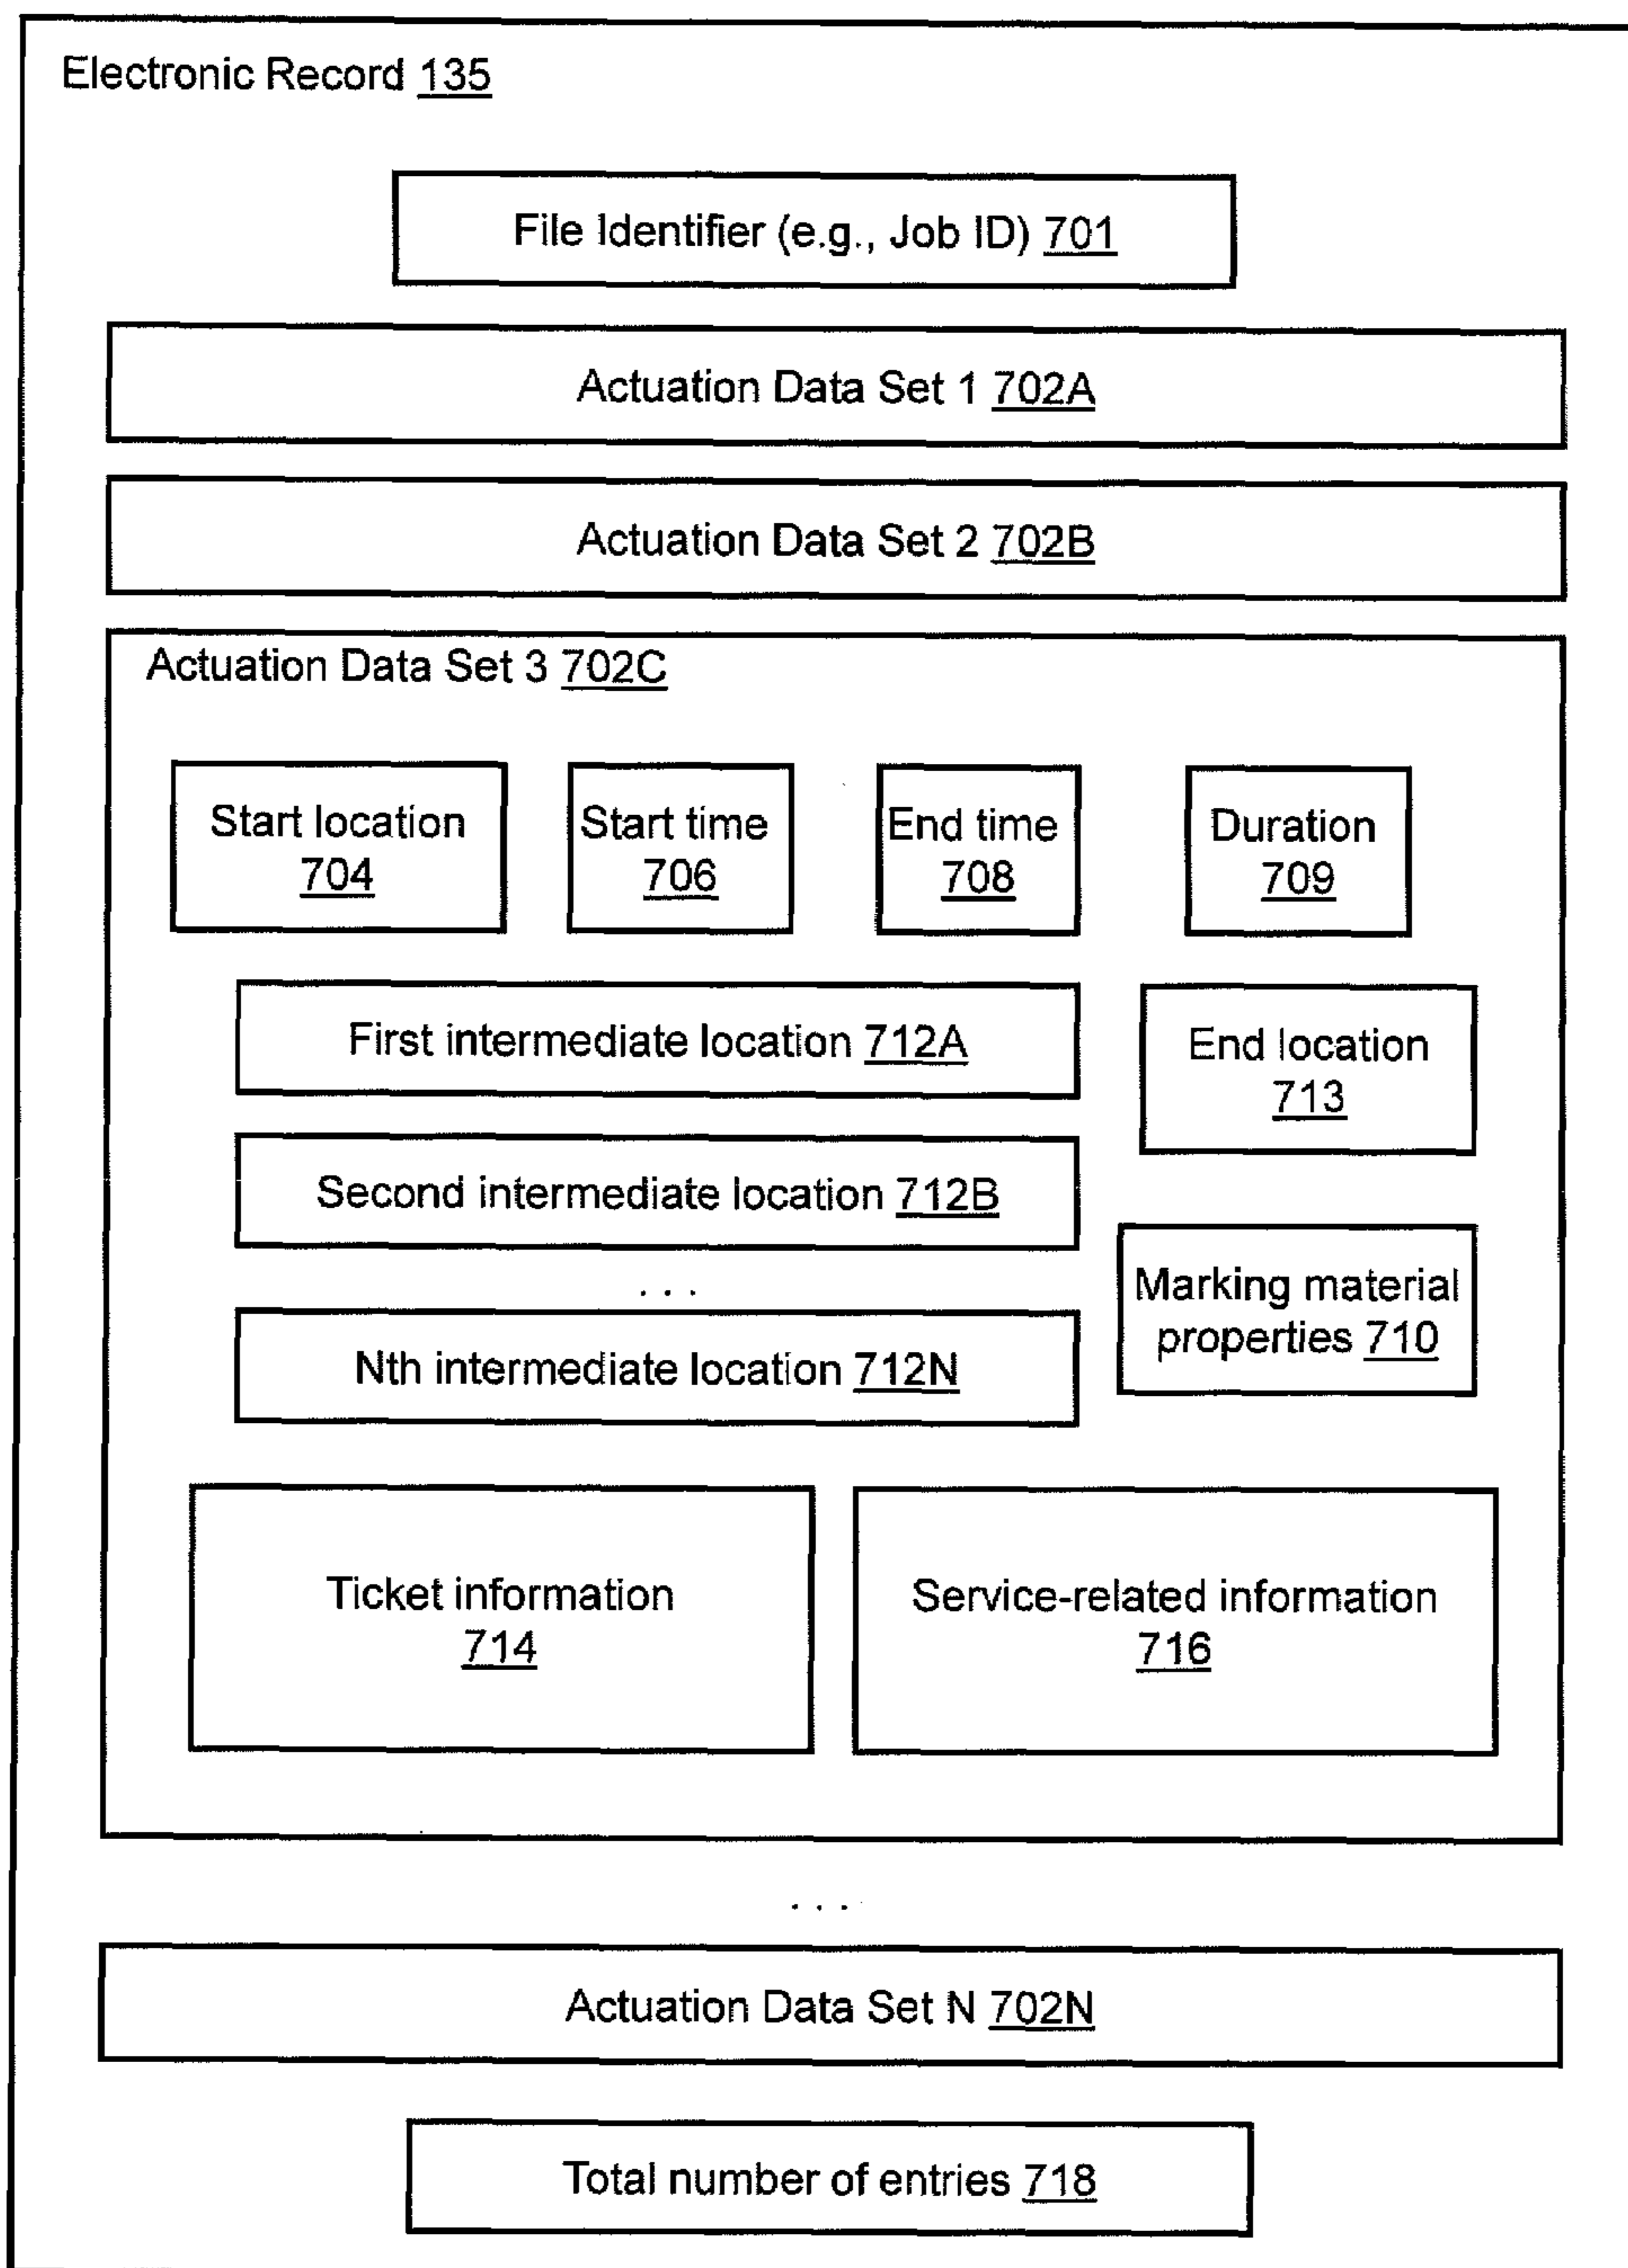 Electronic Record 135
File Identifier (e.g., Job ID) 701
Actuation Data Set 1 702A
Actuation Data Set 2 702B
Actuation Data Set 3 702C
Start location
704
Start time
706
End time
708
Duration
709
First intermediate location 712A
End location
713
Second intermediate location 712B
Marking material
properties 710
. . .
Nth intermediate location 712N
Ticket information
714
Service-related information
716
. . .
Actuation Data Set N 702N
Total number of entries 718